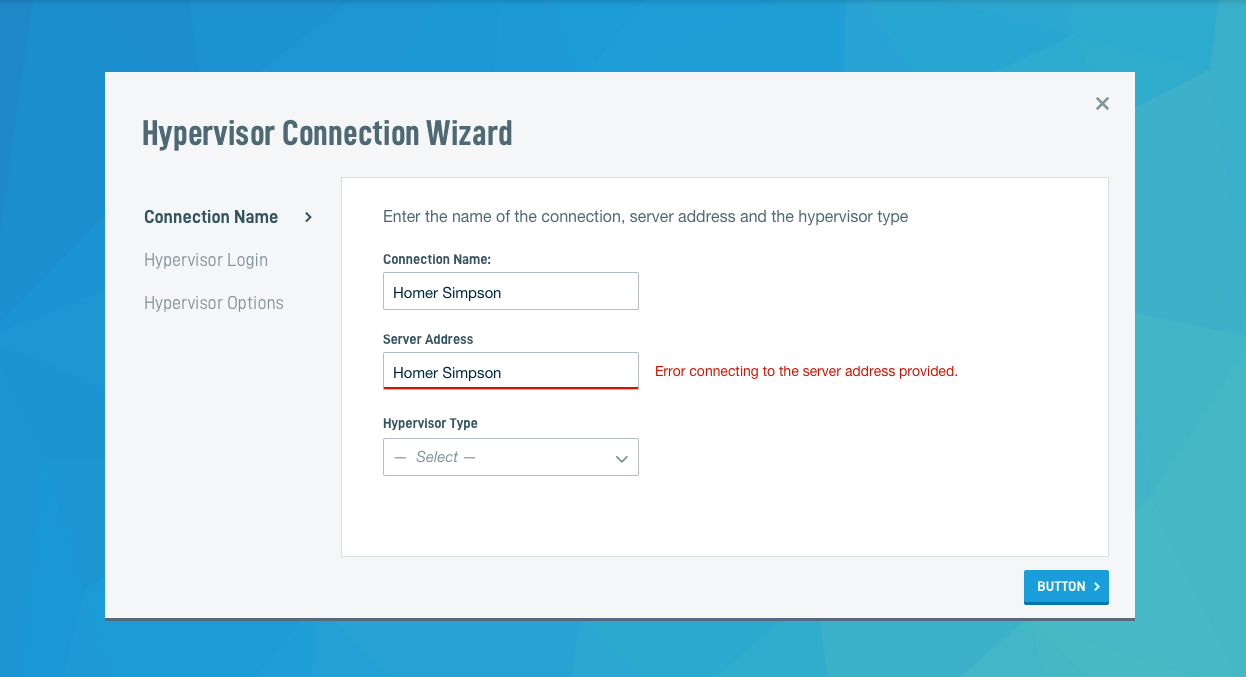 Hypervisor Connection Wizard
Connection Name
Hypervisor Login
Hypervisor Options
Enter the name of the connection, server address and the hypervisor type
Connection Name:
Homer Simpson
Server Address
Homer Simpson
Error connecting to the server address provided.
Hypervisor Type
— Select —
BUTTON